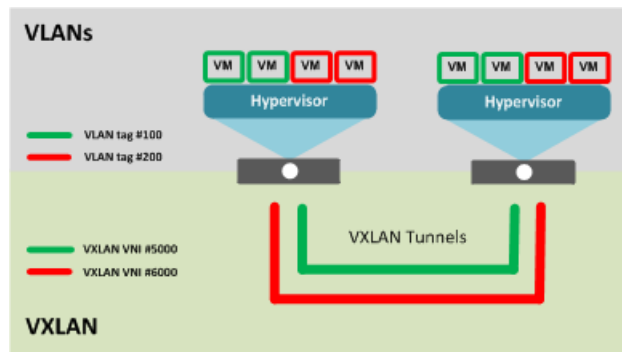 VLANs
VM VM VM VM
VM VM VM VM
Hypervisor
Hypervisor
VLAN tag #100
VLAN tag #200
VXLAN Tunnels
VXLAN VNI #5000
VXLAN VNI #6000
VXLAN